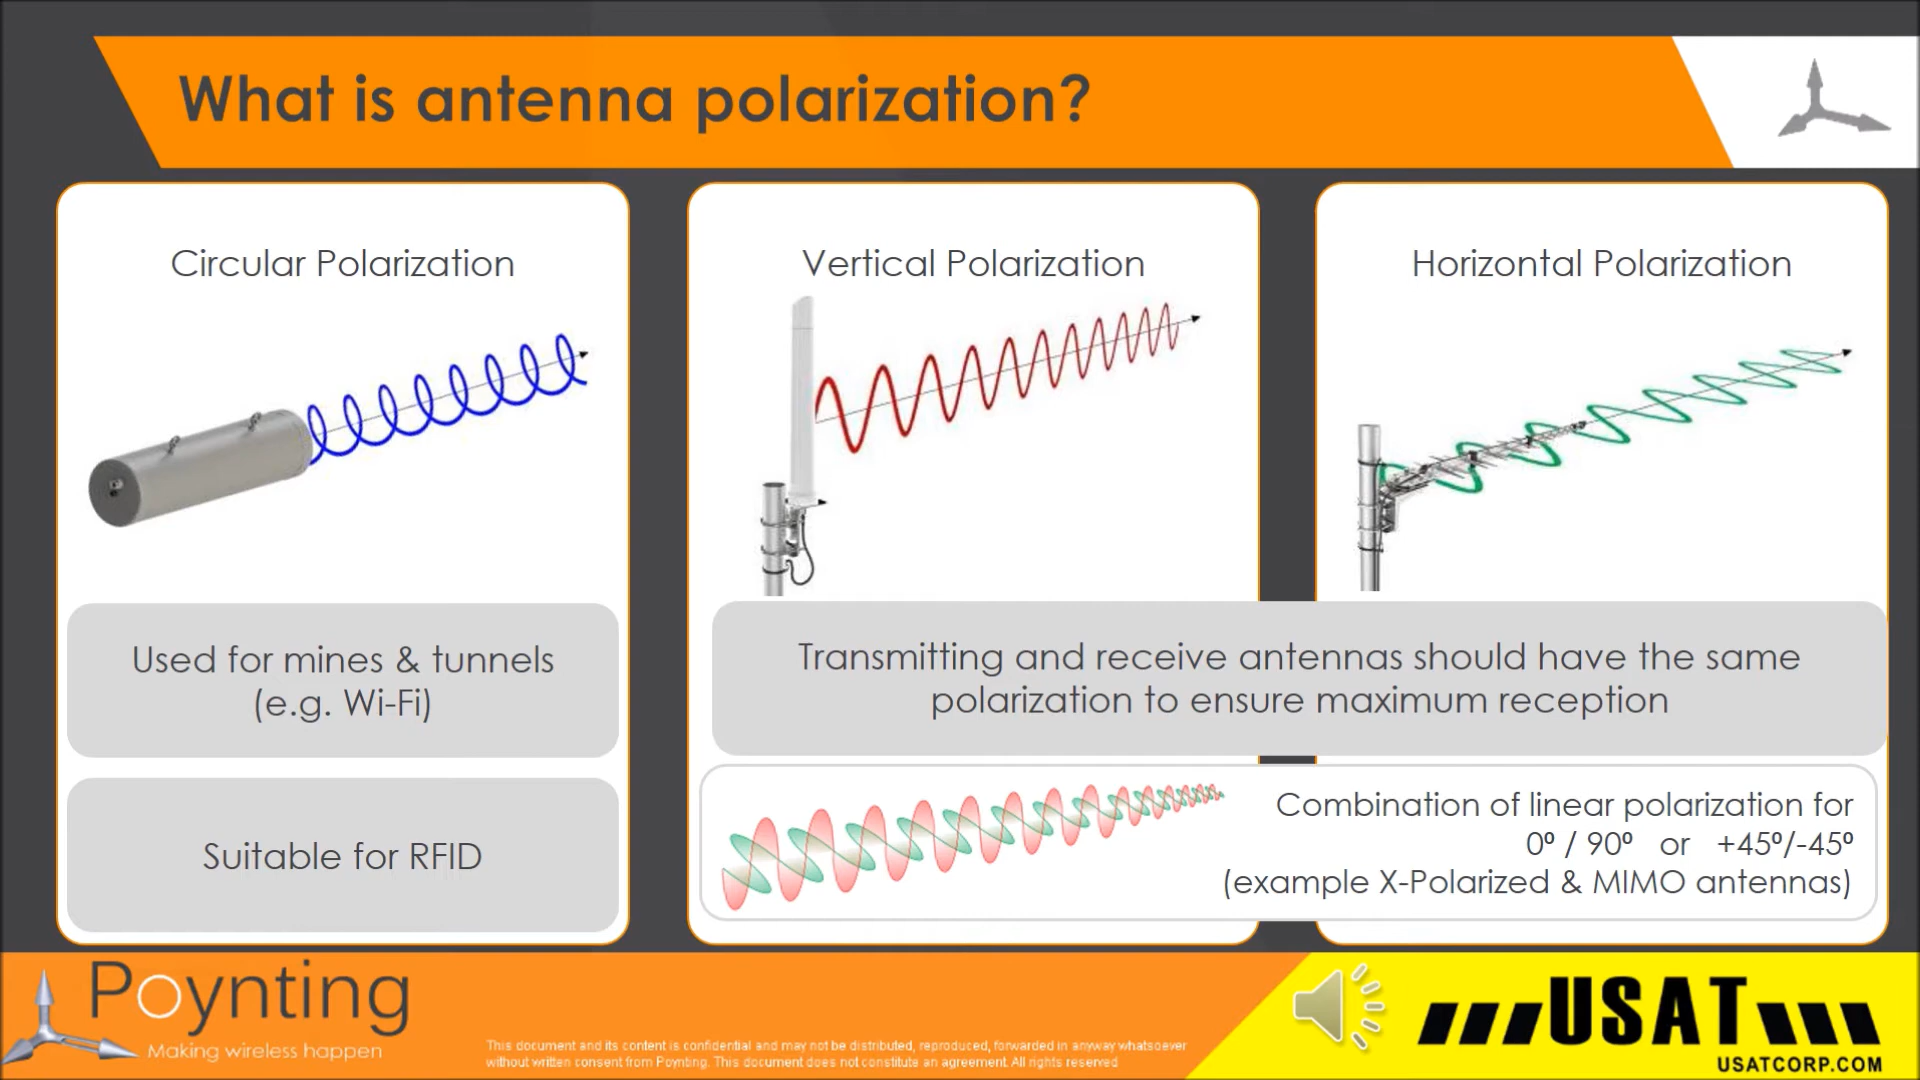 What is antenna polarization?
Circular Polarization
Used for mines & tunnels
(e.g. Wi-Fi)
Suitable for RFID
Vertical Polarization
Horizontal Polarization
Transmitting and receive antennas should have the same
polarization to ensure maximum reception
Combination of linear polarization for
0º / 90º or +45º/-45º
(example X-Polarized & MIMO antennas)
Poynting
Making wireless happen
This document and its content is confidential and may not be distributed, reproduced, forwarded in anyway whatsoever
without written consent from Poynting. This document does not constitute an agreement. All rights reserved
USAT
USATCORP.COM